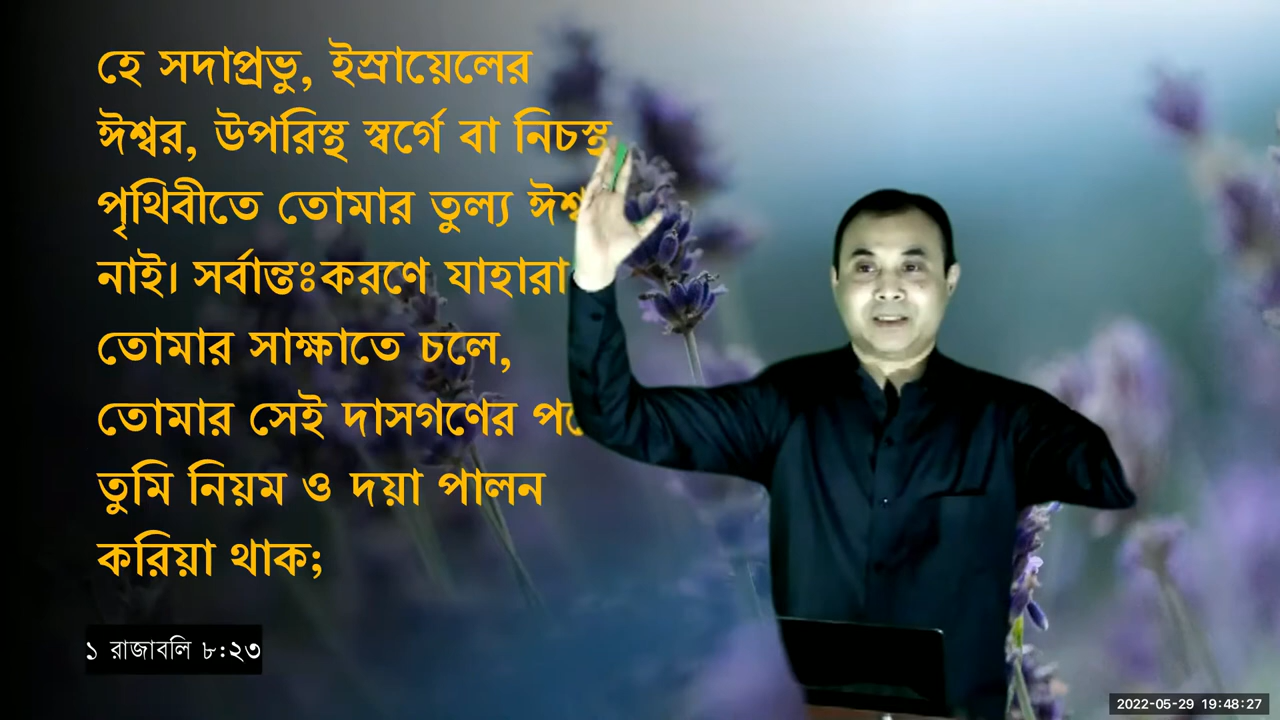 হে সদাপ্রভু, ইস্রায়েলের
ঈশ্বর, উপরিস্থ স্বর্গে বা নিচস্থ
পৃথিবীতে তোমার তুল্য
নাই। সর্বান্তঃকরণে যাহারা
তোমার সাক্ষাতে চলে,
তোমার সেই দাসগণের
তুমি নিয়ম ও দয়া পালন
করিয়া থাক;
১ রাজাবলি ৮:২৩
2022-05-29 19:48:27